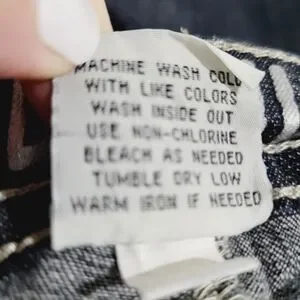 MACHINE WASH COLD
WITH LIKE COLORS
WASH INSIDE OUT
USE NON-CHLORINE
BLEACH AS NEEDED
TUMBLE DRY LOW
WARM IRON IF NEEDED